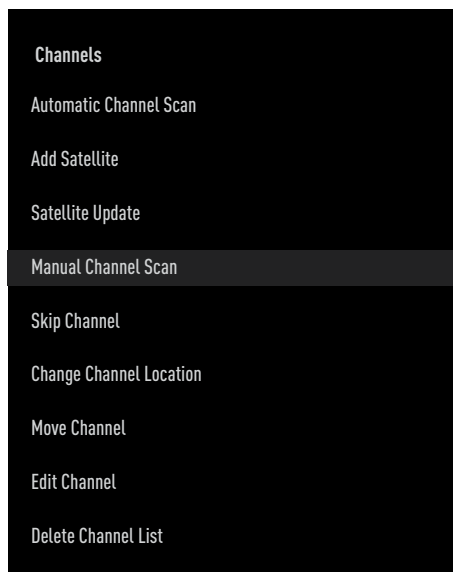 Channels
Automatic Channel Scan
Add Satellite
Satellite Update
Manual Channel Scan
Skip Channel
Change Channel Location
Move Channel
Edit Channel
Delete Channel List